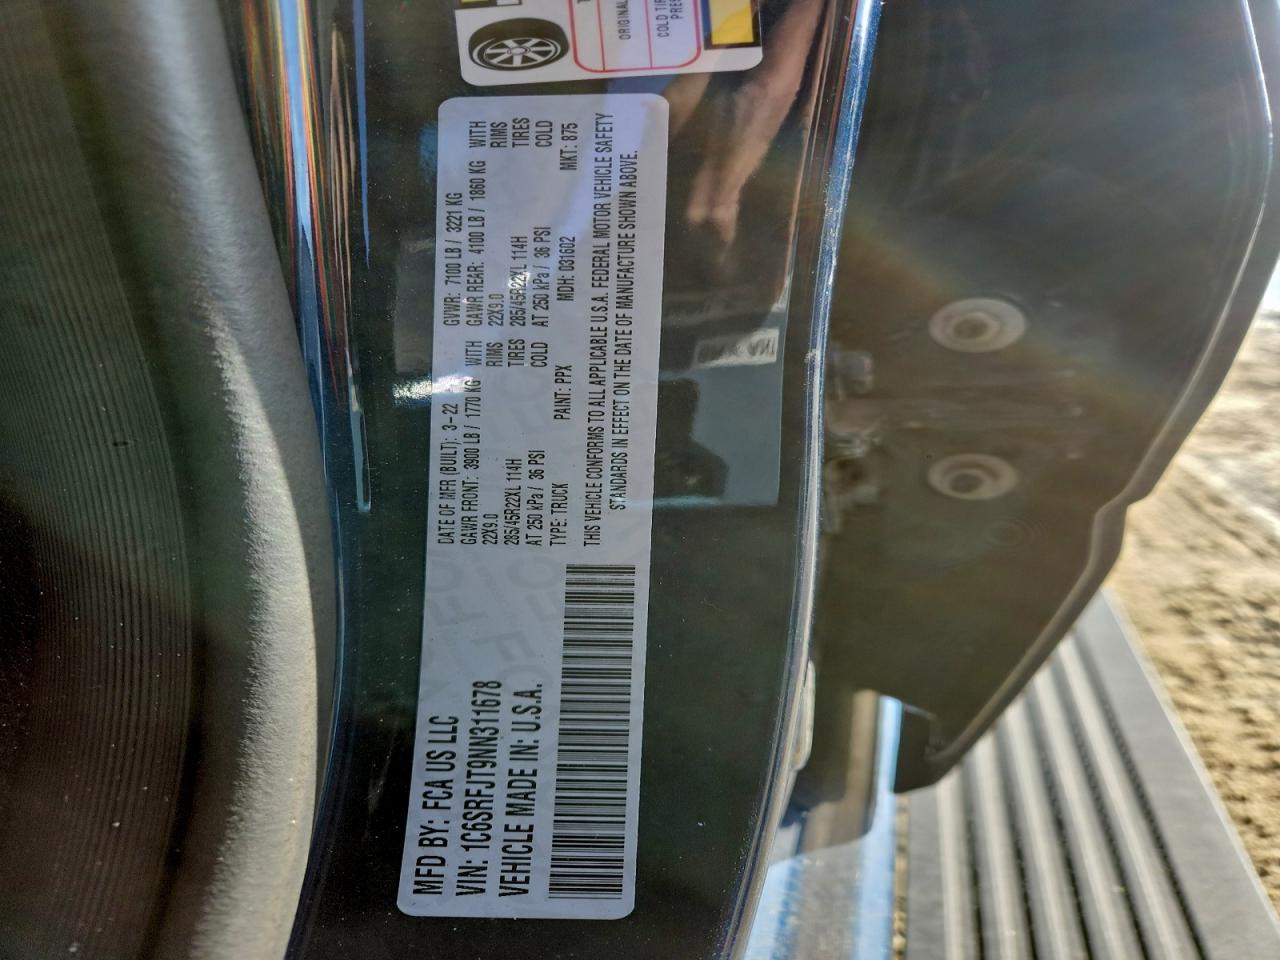 ORIGINAL
COLD TIRE
MFD BY: FCA US LLC
VIN: 1C6SRFJT9NN311678
VEHICLE MADE IN: U.S.A.
DATE OF MFR (BUILT): 3-22 GVWR: 7100 LB / 3221 KG
GAWR FRONT: 3900 LB / 1770 KG WITH GAWR REAR: 4100 LB / 1860 KG WITH
22X9.0 RIMS 22X9.0 RIMS
285/45R22XL 114H TIRES 285/45R22XL 114H TIRES
AT 250 kPa / 36 PSI COLD AT 250 kPa / 36 PSI COLD
TYPE: TRUCK PAINT: PPX MDH: 031602 MKT: 875
THIS VEHICLE CONFORMS TO ALL APPLICABLE U.S.A. FEDERAL MOTOR VEHICLE SAFETY
STANDARDS IN EFFECT ON THE DATE OF MANUFACTURE SHOWN ABOVE.